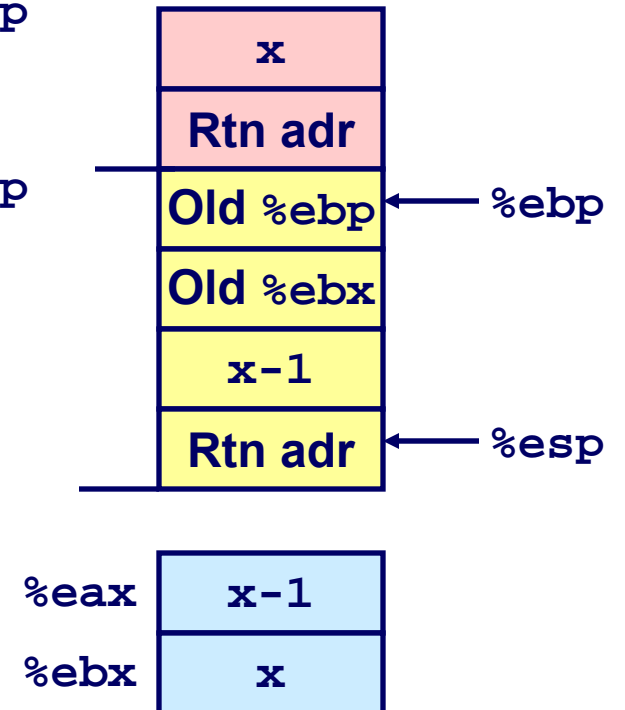 p
x
Rtn adr
p
Old %ebp %ebp
Old %ebx
x-1
Rtn adr %esp
%eax x-1
%ebx x